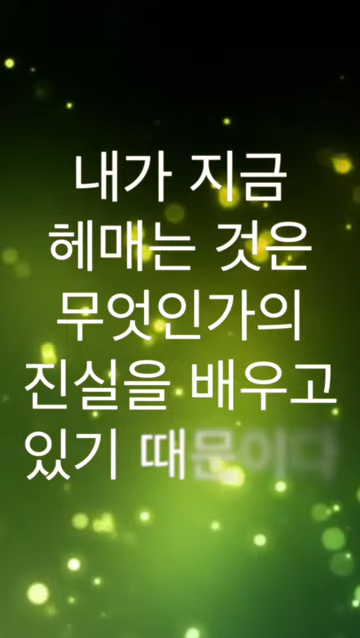 내가 지금
헤매는 것은
무엇인가의
진실을 배우고
있기 때문이다